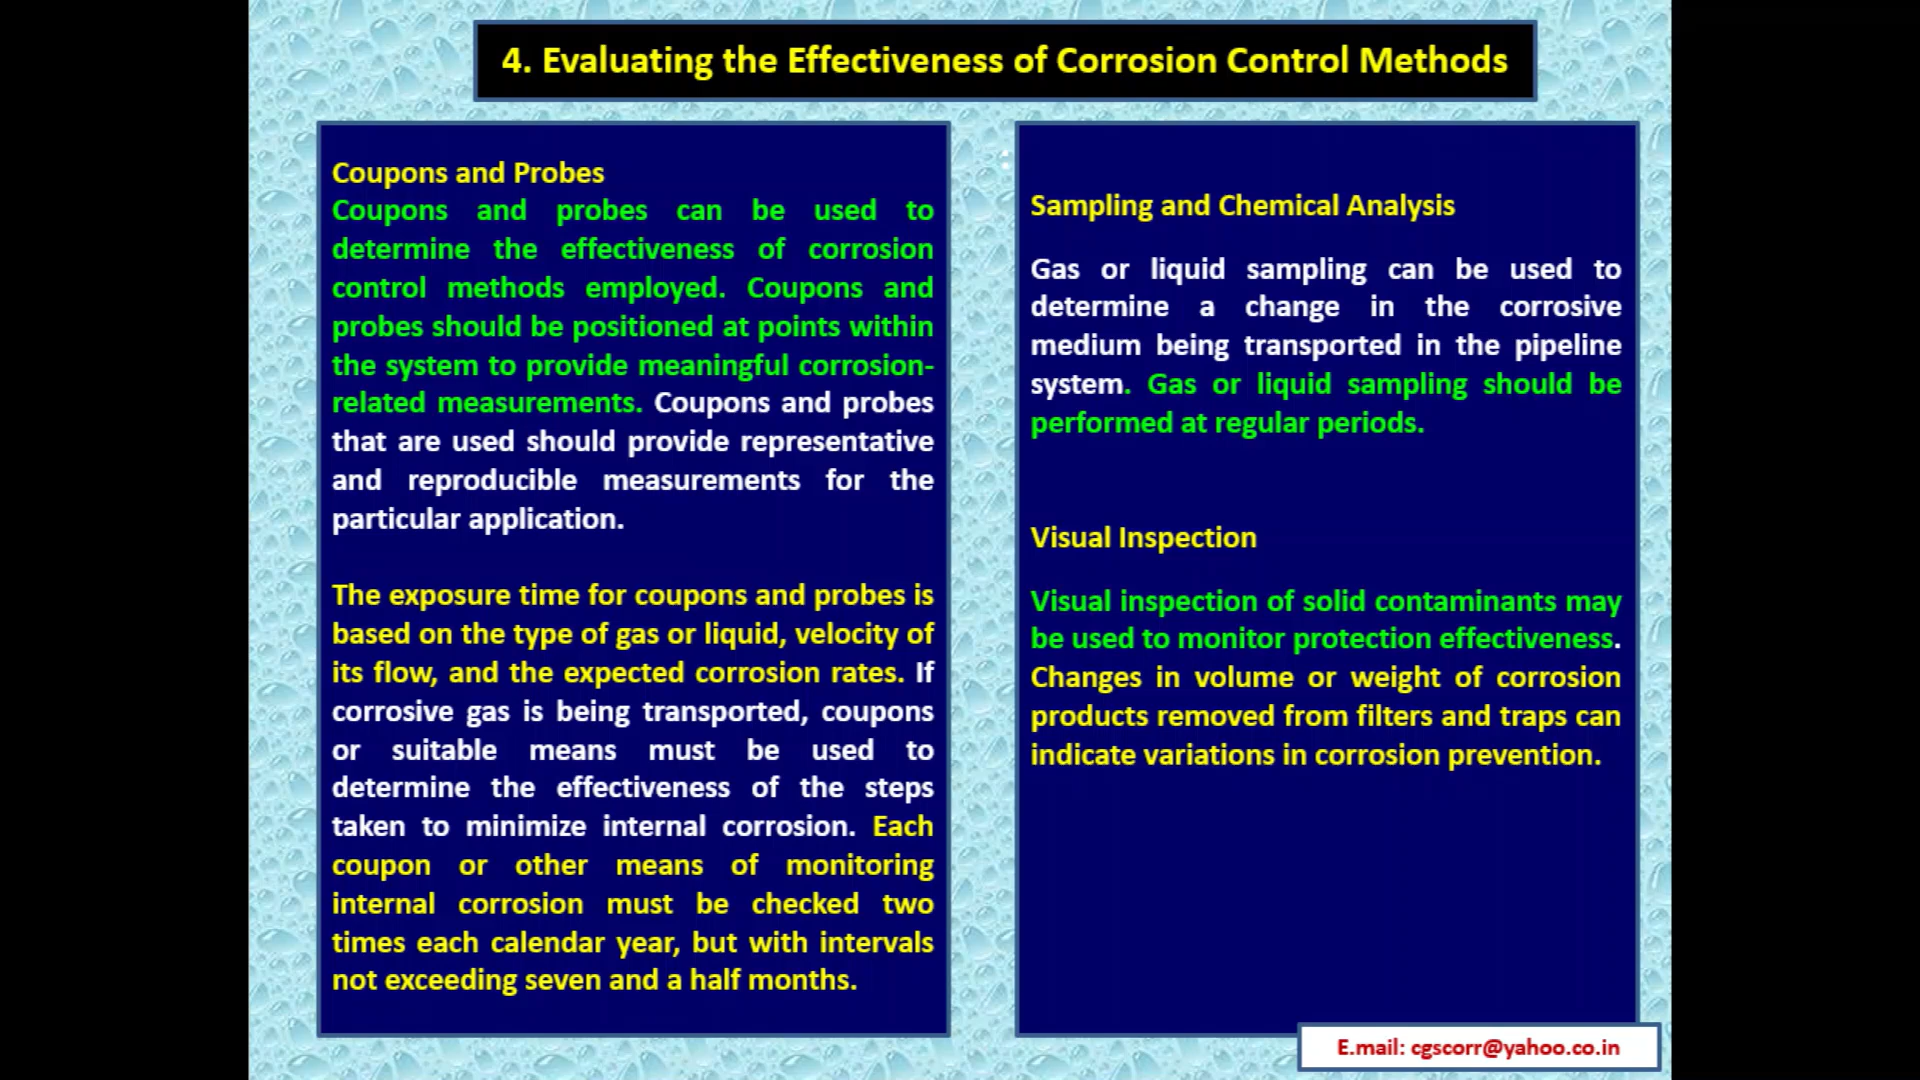 4. Evaluating the Effectiveness of Corrosion Control Methods
Coupons and Probes
Coupons and probes can be used to
determine the effectiveness of corrosion
control methods employed. Coupons and
probes should be positioned at points within
the system to provide meaningful corrosion-
related measurements. Coupons and probes
that are used should provide representative
and reproducible measurements for the
particular application.
The exposure time for coupons and probes is
based on the type of gas or liquid, velocity of
its flow, and the expected corrosion rates. If
corrosive gas is being transported, coupons
or suitable means must be used to
determine the effectiveness of the steps
taken to minimize internal corrosion. Each
coupon or other means of monitoring
internal corrosion must be checked two
times each calendar year, but with intervals
not exceeding seven and a half months.
Sampling and Chemical Analysis
Gas or liquid sampling can be used to
determine a change in the corrosive
medium being transported in the pipeline
system. Gas or liquid sampling should be
performed at regular periods.
Visual Inspection
Visual inspection of solid contaminants may
be used to monitor protection effectiveness.
Changes in volume or weight of corrosion
products removed from filters and traps can
indicate variations in corrosion prevention.
E.mail: cgscorr@yahoo.co.in